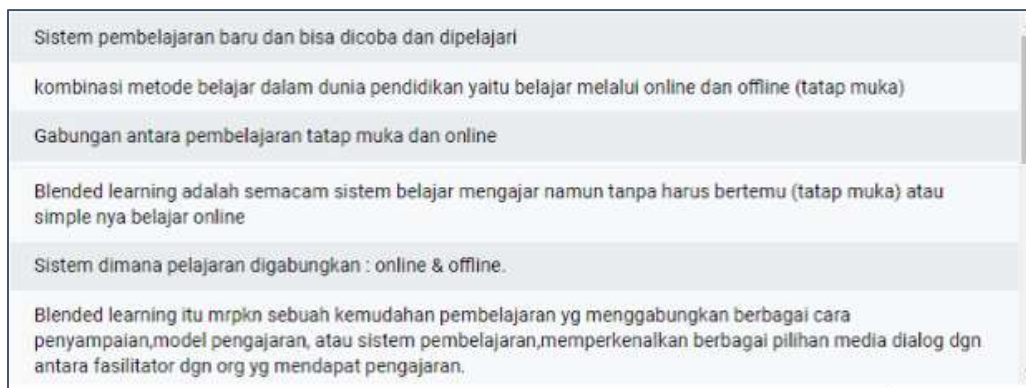 Sistem pembelajaran baru dan bisa dicoba dan dipelajari
kombinasi metode belajar dalam dunia pendidikan yaitu belajar melalui online dan offline (tatap muka)
Gabungan antara pembelajaran tatap muka dan online
Blended learning adalah semacam sistem belajar mengajar namun tanpa harus bertemu (tatap muka) atau
simple nya belajar online
Sistem dimana pelajaran digabungkan : online & offline.
Blended learning itu mrpkn sebuah kemudahan pembelajaran yg menggabungkan berbagai cara
penyampaian,model pengajaran, atau sistem pembelajaran,memperkenalkan berbagai pilihan media dialog dgn
antara fasilitator dgn org yg mendapat pengajaran.